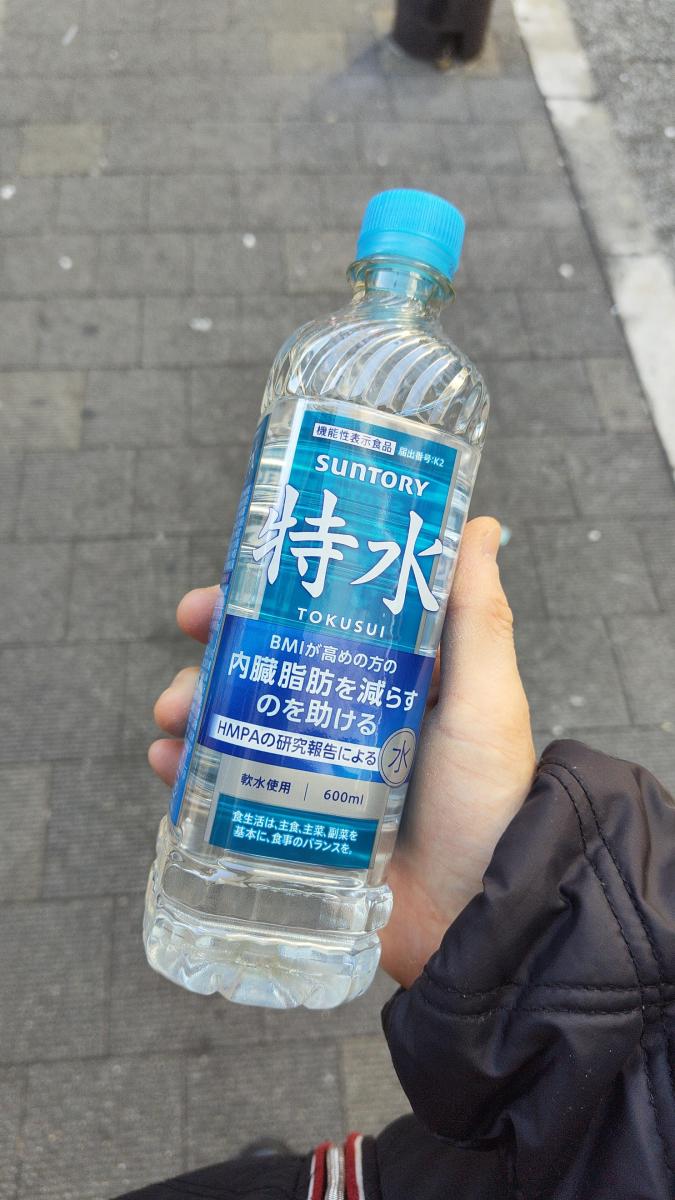 機能性表示食品 届出番号:K2
SUNTORY
特水
TOKUSUI
BMIが高めの方の
内臓脂肪を減らす
のを助ける
HMPAの研究報告による
水
軟水使用 | 600ml
食生活は、主食、主菜、副菜を
基本に、食事のバランスを。